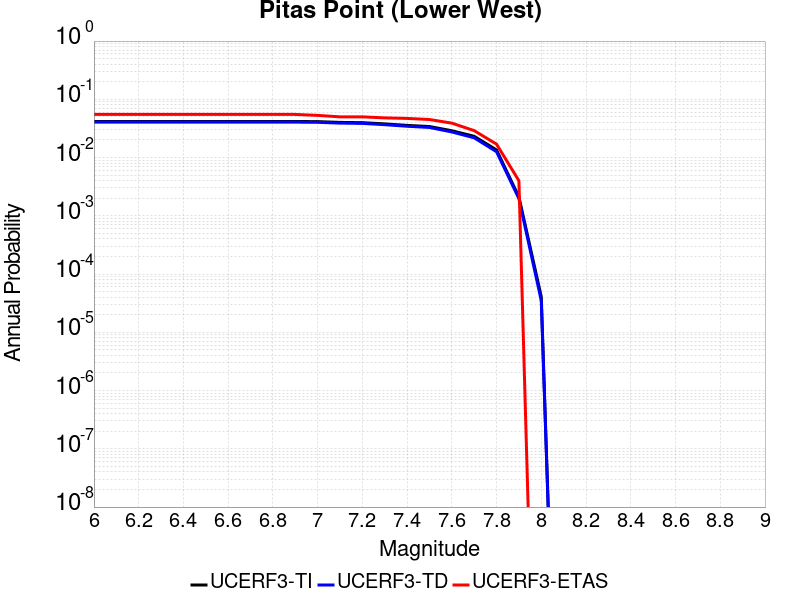 Pitas Point (Lower West)
10^0
10^-1
10^-2
10^-3
10^-4
10^-5
10^-6
10^-7
10^-8
Annual Probability
6 6.2 6.4 6.6 6.8 7 7.2 7.4 7.6 7.8 8 8.2 8.4 8.6 8.8 9
Magnitude
UCERF3-TI UCERF3-TD UCERF3-ETAS